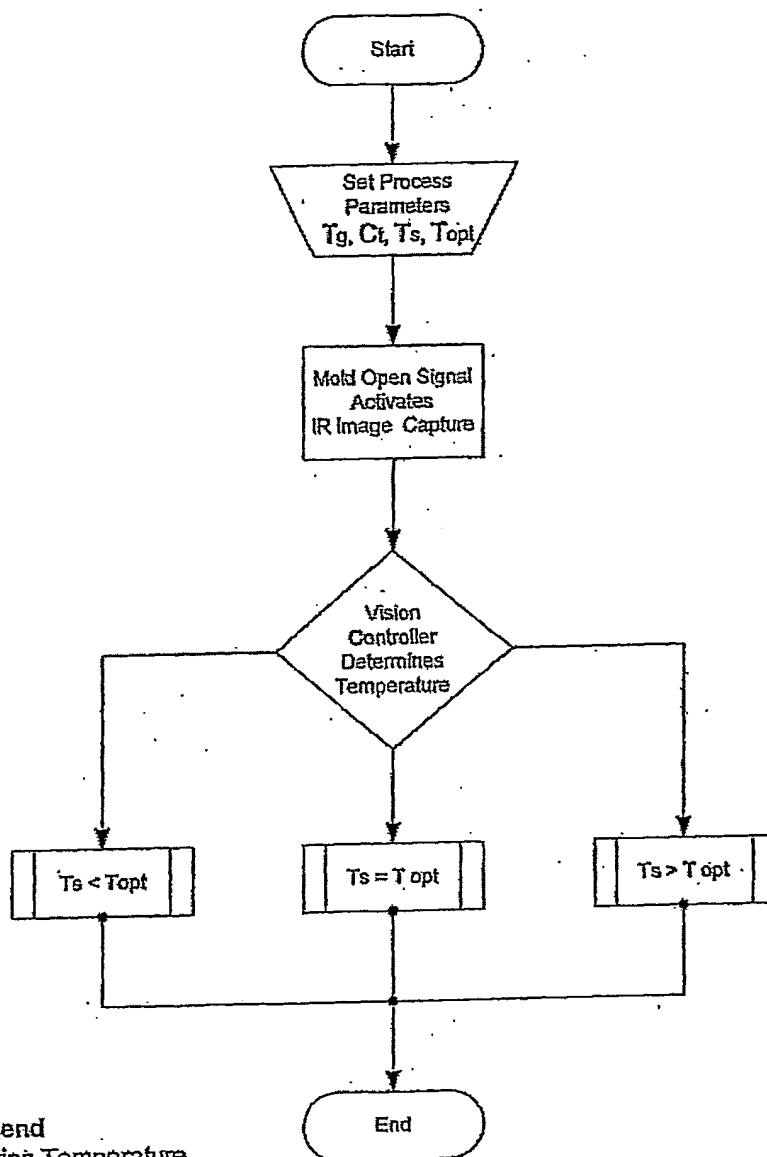 Start
Set Process
Parameters
Tg, Ct, Ts, Topt
Mold Open Signal
Activates
IR Image Capture
Vision
Controller
Determines
Temperature
Ts < Topt
Ts = T opt
Ts > T opt
End
end
Temperature